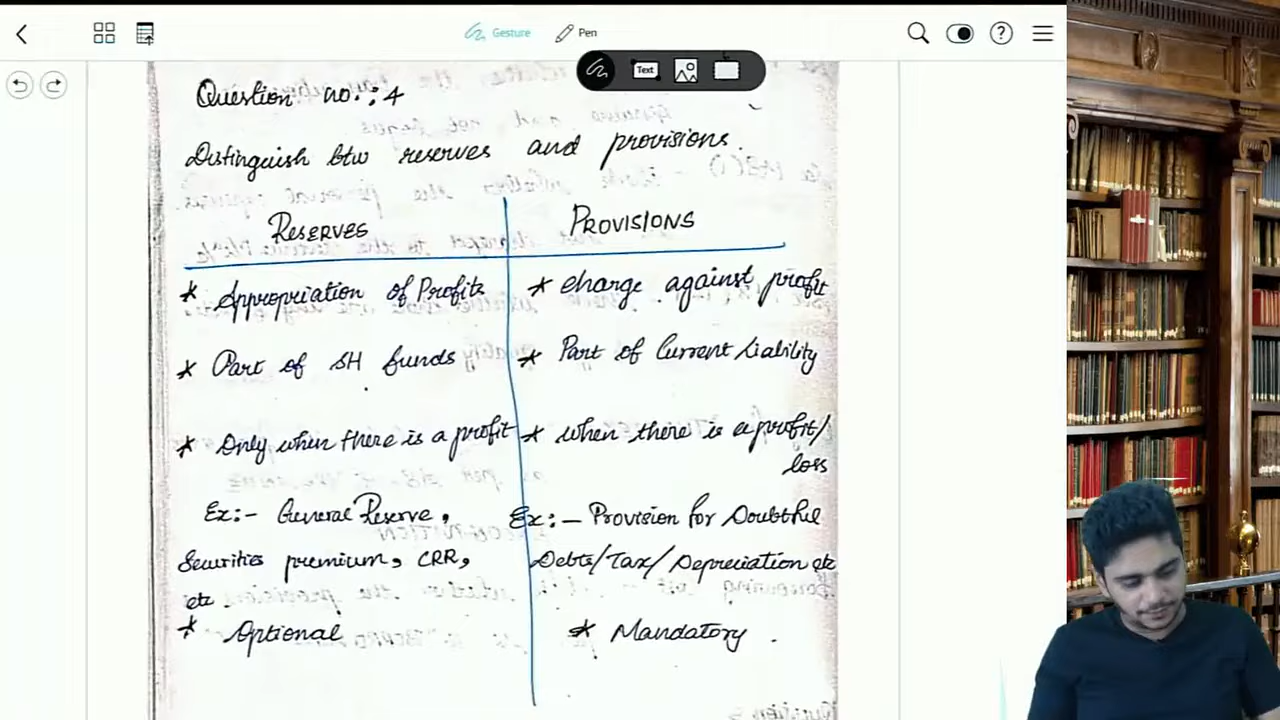 Gesture
Pen
Text
Question no.: 4
Distinguish btw reserves and provisions.
RESERVES
PROVISIONS
* Appropriation of Profits
* charge against profit
* Part of SH funds
* Part of Current Liability
* Only when there is a profit
* when there is a profit/
loss
Ex:- General Reserve,
Securities premium, CRR,
etc
Ex:- Provision for Doubtful
Debts/Tax/Depreciation etc
* Optional
* Mandatory.